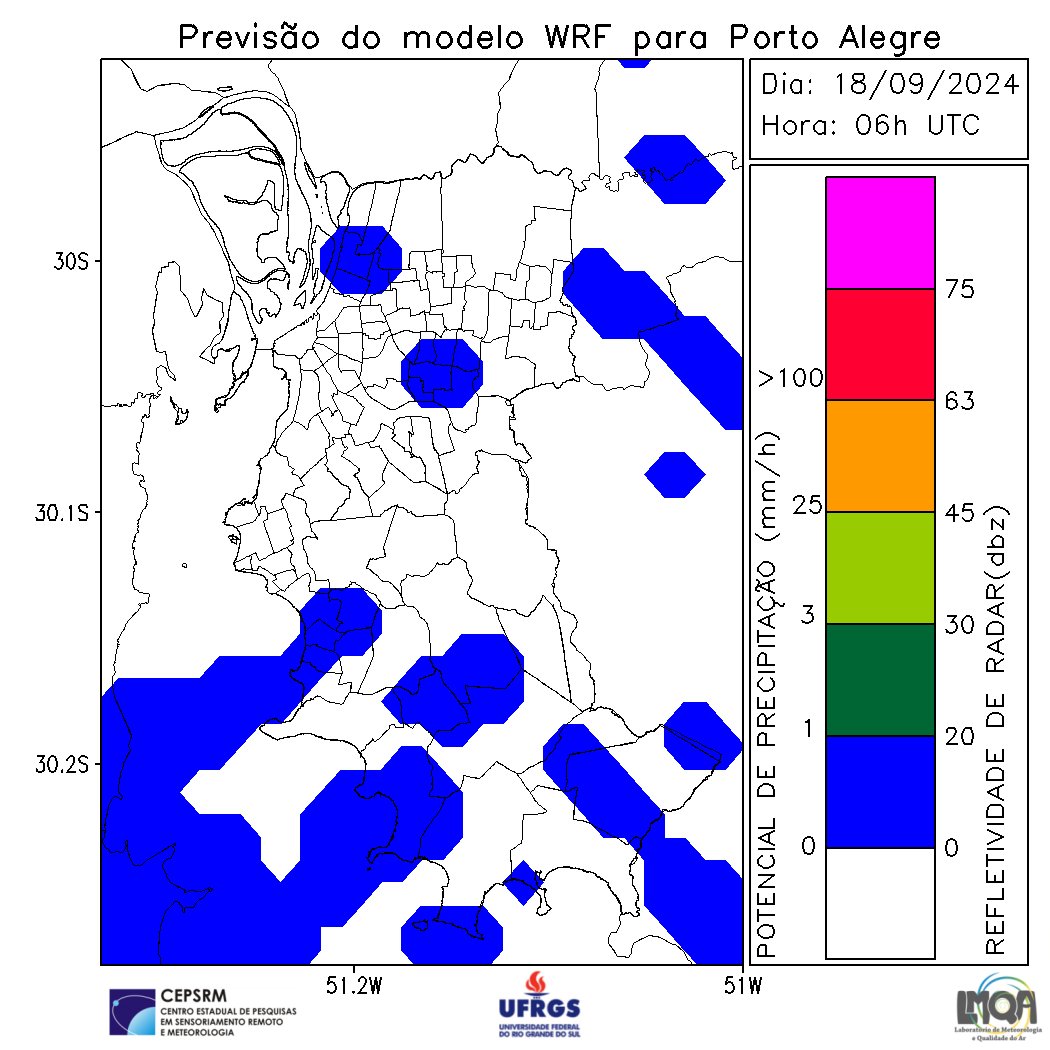 Previsão do modelo WRF para Porto Alegre
Dia: 18/09/2024
Hora: 06h UTC
30S
30.1S
30.2S
51.2W
51W
POTENCIAL DE PRECIPITAÇÃO (mm/h)
>100
25
3
1
0
75
63
45
30
20
0
REFLETIVIDADE DE RADAR(dbz)
CEPSRM
CENTRO ESTADUAL DE PESQUISAS
EM SENSORIAMENTO REMOTO
E METEOROLOGIA
UFRGS
UNIVERSIDADE FEDERAL
DO RIO GRANDE DO SUL
LMQA
Laboratório de Meteorologia
e Qualidade do Ar